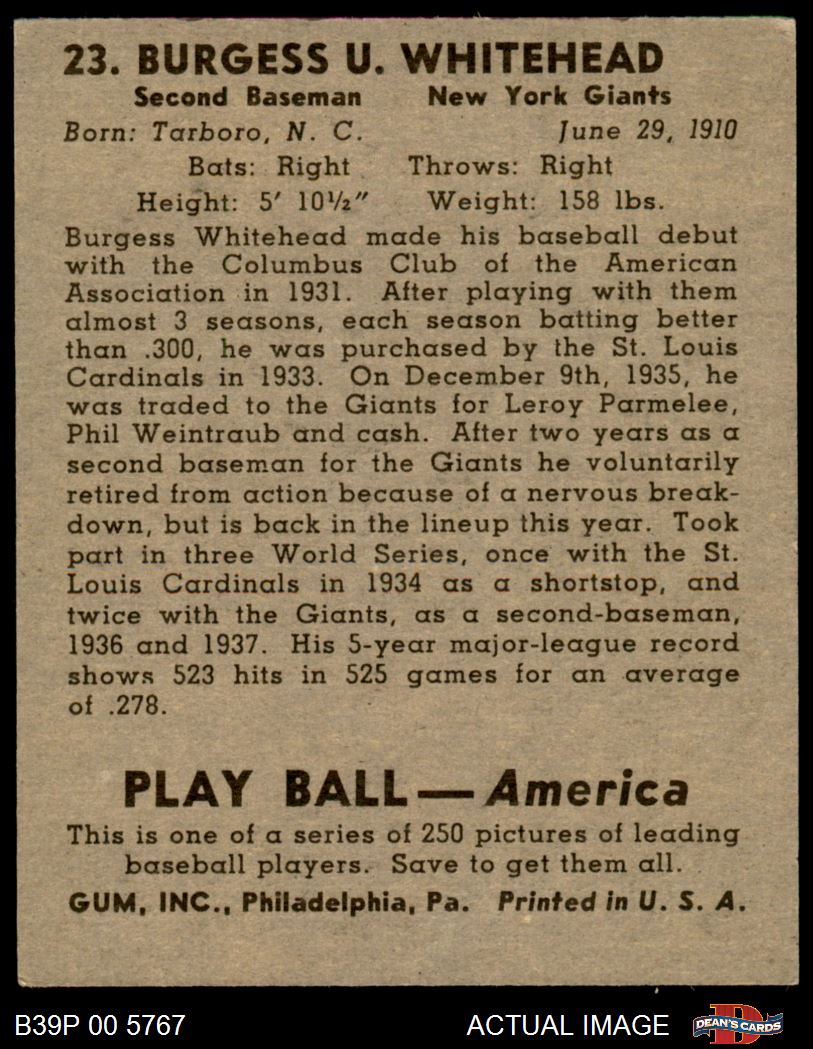 23. BURGESS U. WHITEHEAD
Second Baseman New York Giants
Born: Tarboro, N. C. June 29, 1910
Bats: Right Throws: Right
Height: 5′ 10½″ Weight: 158 lbs.
Burgess Whitehead made his baseball debut
with the Columbus Club of the American
Association in 1931. After playing with them
almost 3 seasons, each season batting better
than .300, he was purchased by the St. Louis
Cardinals in 1933. On December 9th, 1935, he
was traded to the Giants for Leroy Parmelee,
Phil Weintraub and cash. After two years as a
second baseman for the Giants he voluntarily
retired from action because of a nervous break-
down, but is back in the lineup this year. Took
part in three World Series, once with the St.
Louis Cardinals in 1934 as a shortstop, and
twice with the Giants, as a second-baseman,
1936 and 1937. His 5-year major-league record
shows 523 hits in 525 games for an average
of .278.
PLAY BALL — America
This is one of a series of 250 pictures of leading
baseball players. Save to get them all.
GUM, INC., Philadelphia, Pa. Printed in U. S. A.
B39P 00 5767 ACTUAL IMAGE D DEAN'S CARDS